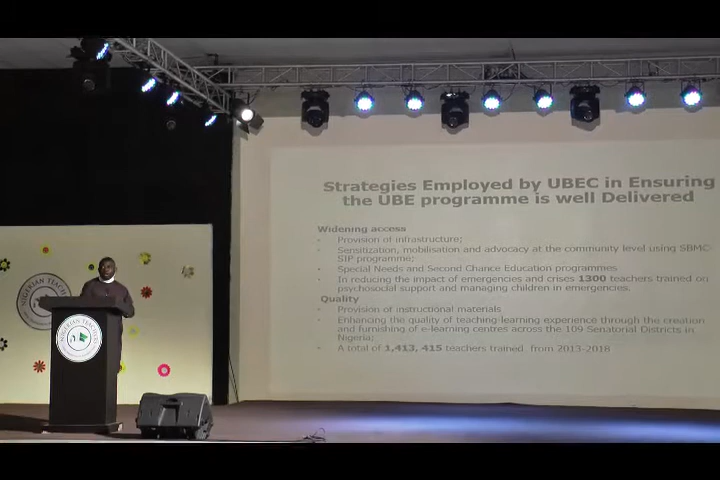 Strategies Employed by UBEC in Ensuring
the UBE programme is well Delivered
Widening access
- Provision of infrastructure;
- Sensitization, mobilisation and advocacy at the community level using SBMC-
SIP programme;
- Special Needs and Second Chance Education programmes
- In reducing the impact of emergencies and crises 1300 teachers trained on
psychosocial support and managing children in emergencies.
Quality
- Provision of instructional materials
- Enhancing the quality of teaching-learning experience through the creation
and furnishing of e-learning centres across the 109 Senatorial Districts in
Nigeria;
- A total of 1,413, 415 teachers trained from 2013-2018
NIGERIAN TEACH
NIGERIAN TEACHER